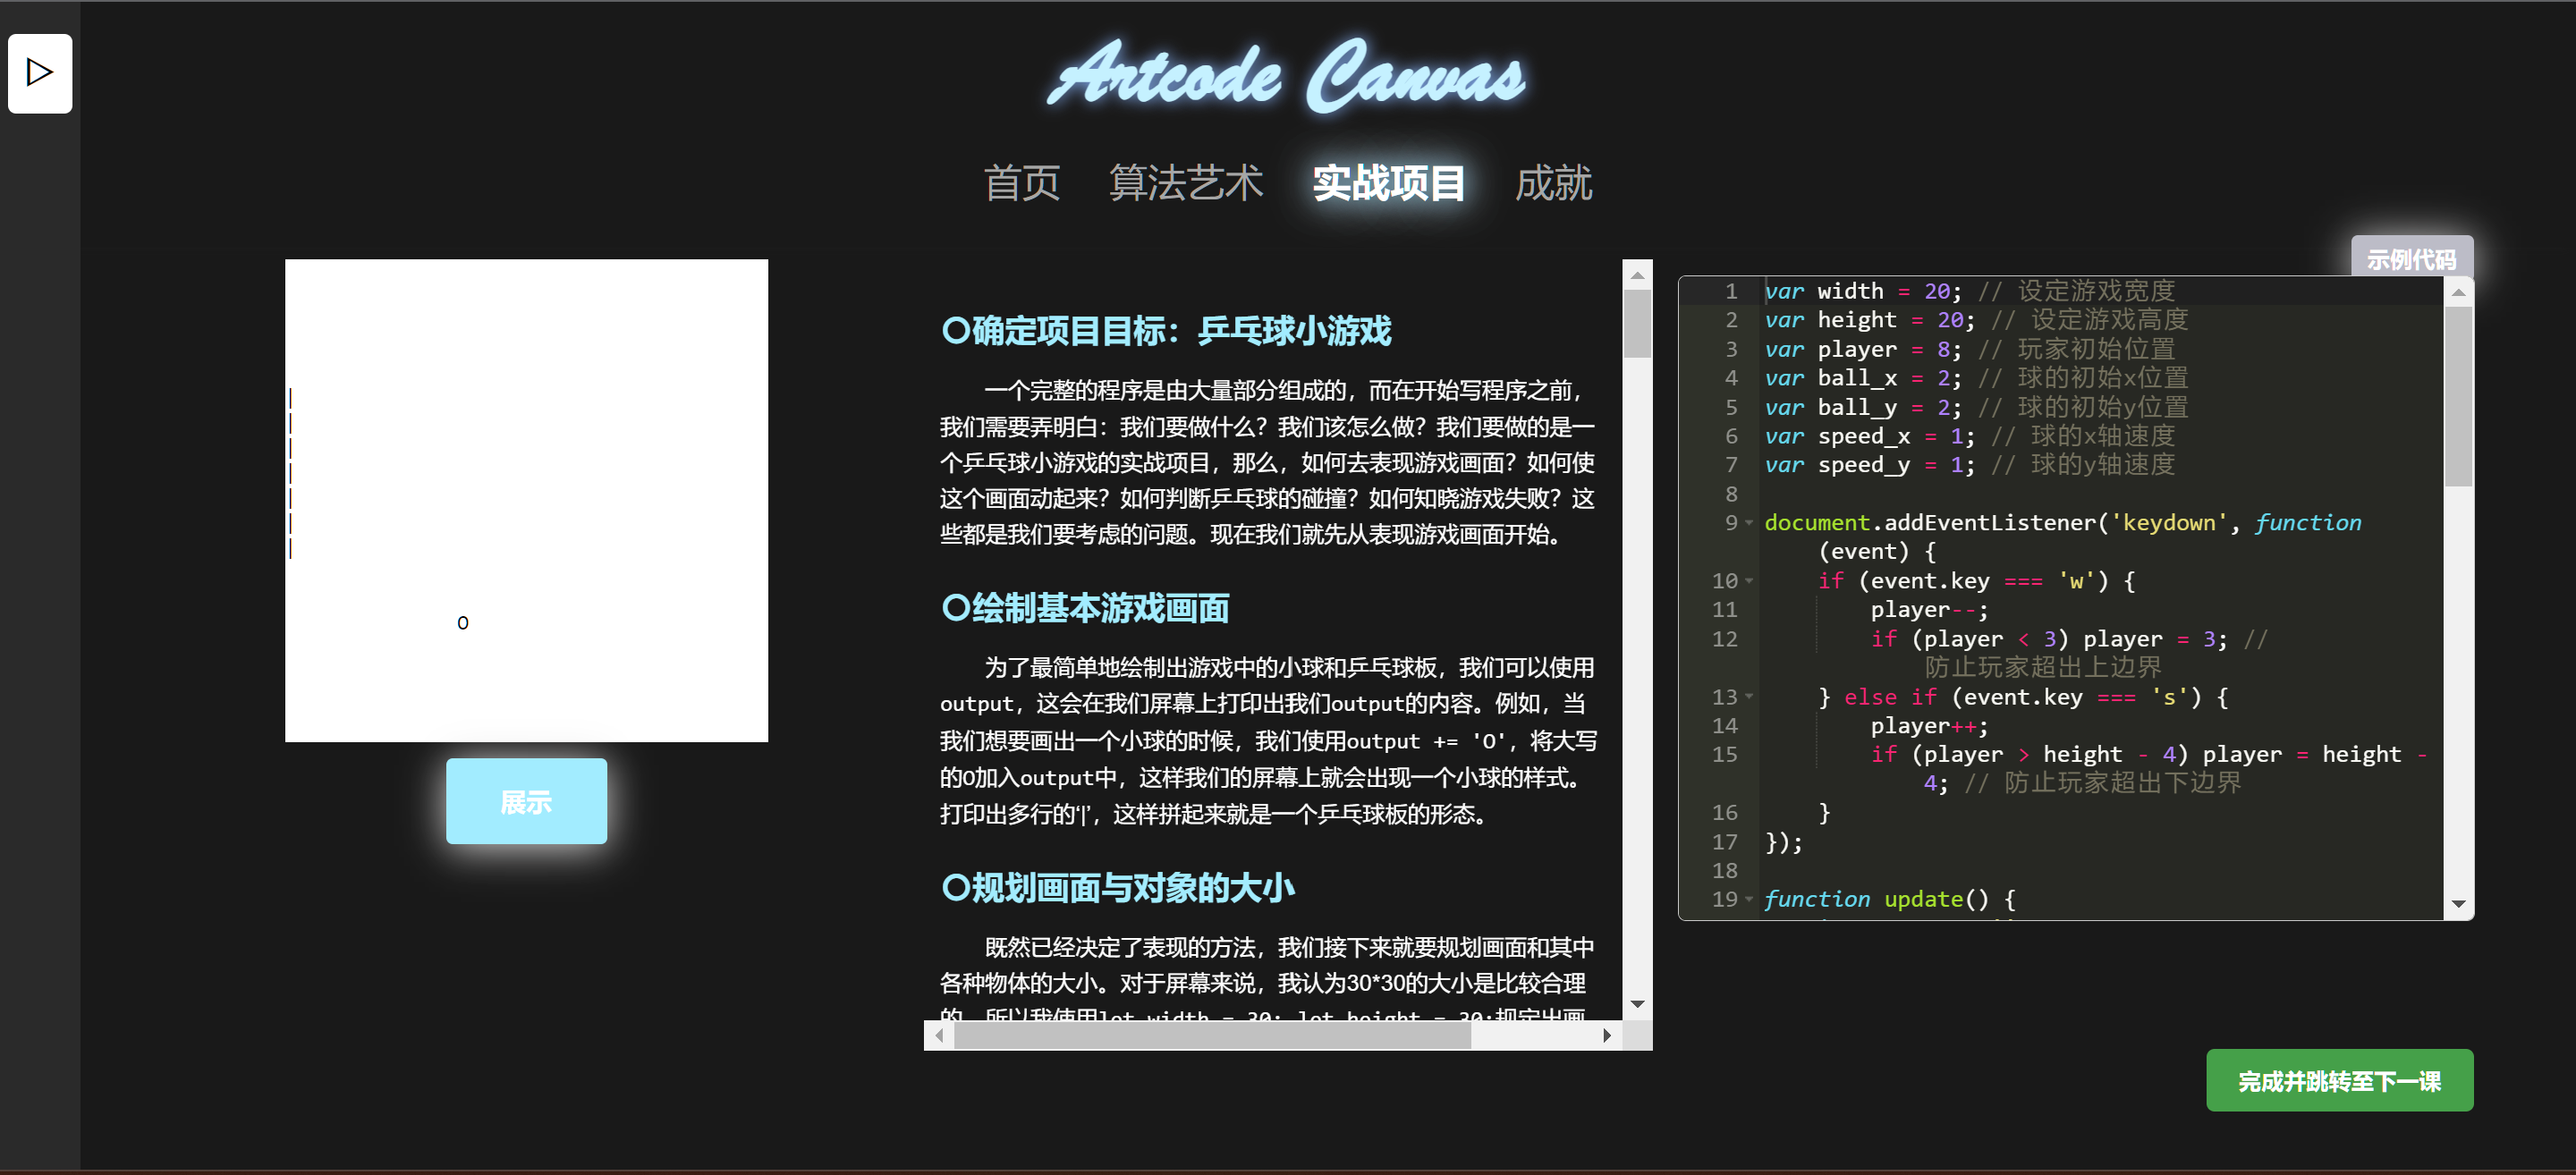 Artcode Canvas
首页 算法艺术 实战项目 成就
|
|
|
|
|
|
|
O
展示
〇确定项目目标：乒乓球小游戏
一个完整的程序是由大量部分组成的，而在开始写程序之前，
我们需要弄明白：我们要做什么？我们该怎么做？我们要做的是一
个乒乓球小游戏的实战项目，那么，如何去表现游戏画面？如何使
这个画面动起来？如何判断乒乓球的碰撞？如何知晓游戏失败？这
些都是我们要考虑的问题。现在我们就先从表现游戏画面开始。
〇绘制基本游戏画面
为了最简单地绘制出游戏中的小球和乒乓球板，我们可以使用
output，这会在我们屏幕上打印出我们output的内容。例如，当
我们想要画出一个小球的时候，我们使用output += 'O'，将大写
的O加入output中，这样我们的屏幕上就会出现一个小球的样式。
打印出多行的'|'，这样拼起来就是一个乒乓球板的形态。
〇规划画面与对象的大小
既然已经决定了表现的方法，我们接下来就要规划画面和其中
各种物体的大小。对于屏幕来说，我认为30*30的大小是比较合理
的，所以我使用let width = 30; let height = 30;规定出画
示例代码
1 var width = 20; // 设定游戏宽度
2 var height = 20; // 设定游戏高度
3 var player = 8; // 玩家初始位置
4 var ball_x = 2; // 球的初始x位置
5 var ball_y = 2; // 球的初始y位置
6 var speed_x = 1; // 球的x轴速度
7 var speed_y = 1; // 球的y轴速度
8
9 document.addEventListener('keydown', function
(event) {
10 if (event.key === 'w') {
11 player--;
12 if (player < 3) player = 3; //
防止玩家超出上边界
13 } else if (event.key === 's') {
14 player++;
15 if (player > height - 4) player = height -
4; // 防止玩家超出下边界
16 }
17 });
18
19 function update() {
完成并跳转至下一课